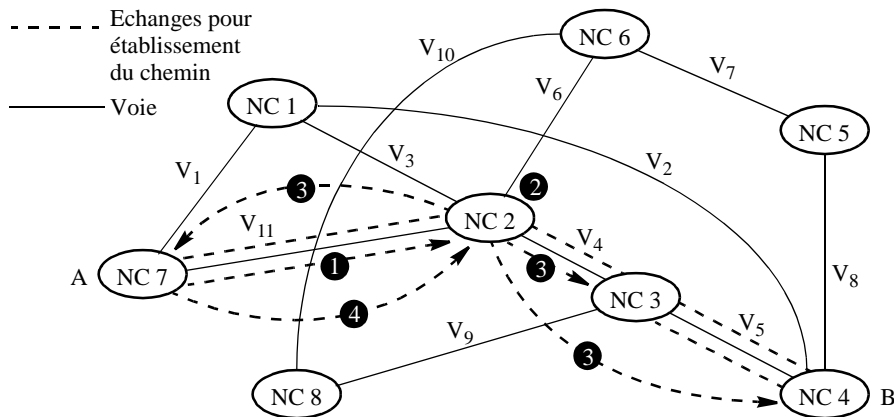 Echanges pour
établissement
du chemin
Voie
NC 6
V10
V7
V6
NC 1
NC 5
V2
V3
V1
3
2
NC 2
V11
V4
A
NC 7
1
3
V8
NC 3
4
V5
V9
3
NC 8
NC 4
B